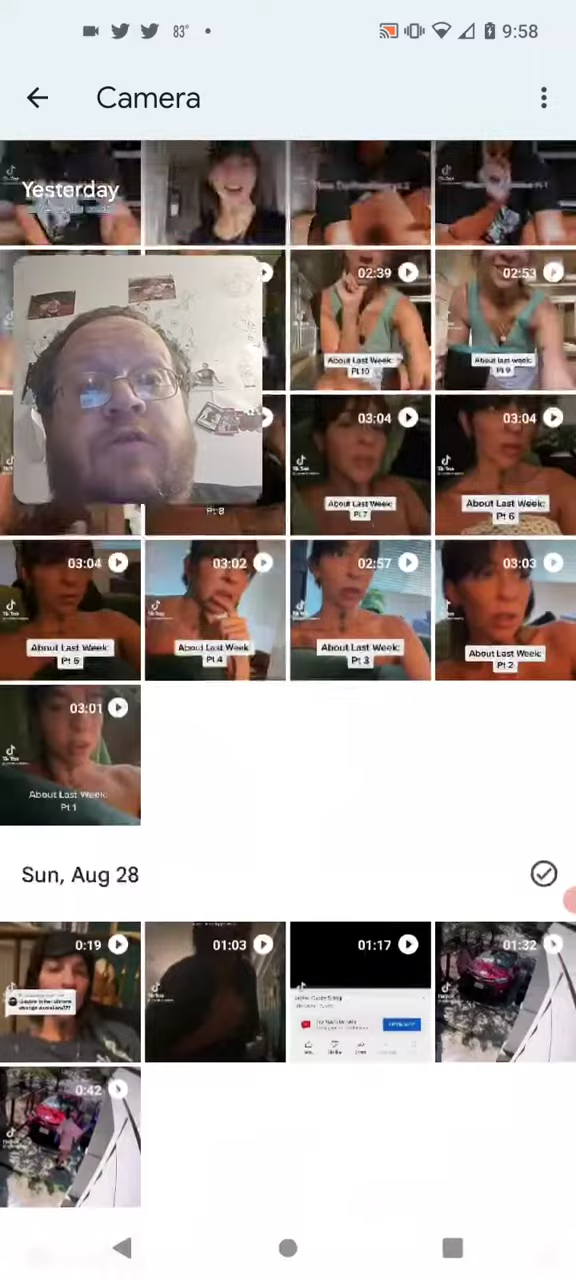 83°
9:58
Camera
Yesterday
02:39
02:53
About Last Week:
Pt 10
About last week:
Pt 9
03:04
03:04
Pt 8
About Last Week:
Pt 7
About Last Week:
Pt 6
03:04
03:02
02:57
03:03
About Last Week:
Pt 5
About Last Week:
Pt 4
About Last Week:
Pt 3
About Last Week:
Pt 2
03:01
About Last Week:
Pt 1
Sun, Aug 28
0:19
01:03
01:17
01:32
0:42